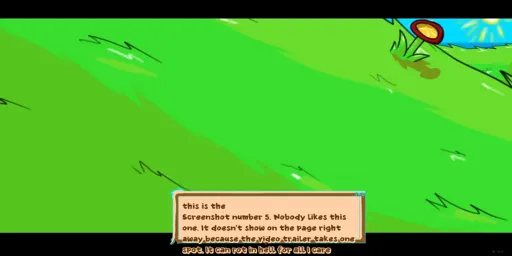 this is the
Screenshot number 5. Nobody likes this
one. It doesn't show on the page right
away because the video trailer takes one
spot. It can rot in hell for all I care